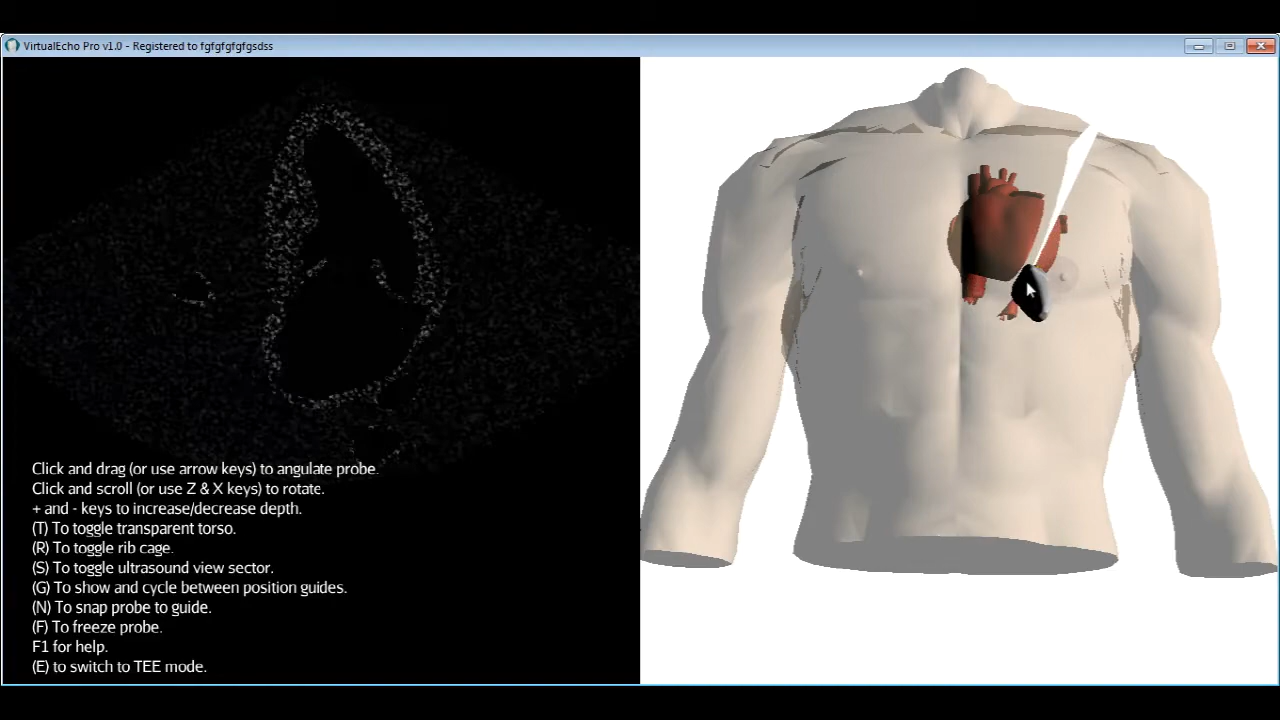 VirtualEcho Pro v1.0 - Registered to fgfgfgfgfgsdss
Click and drag (or use arrow keys) to angulate probe.
Click and scroll (or use Z & X keys) to rotate.
+ and - keys to increase/decrease depth.
(T) To toggle transparent torso.
(R) To toggle rib cage.
(S) To toggle ultrasound view sector.
(G) To show and cycle between position guides.
(N) To snap probe to guide.
(F) To freeze probe.
F1 for help.
(E) to switch to TEE mode.